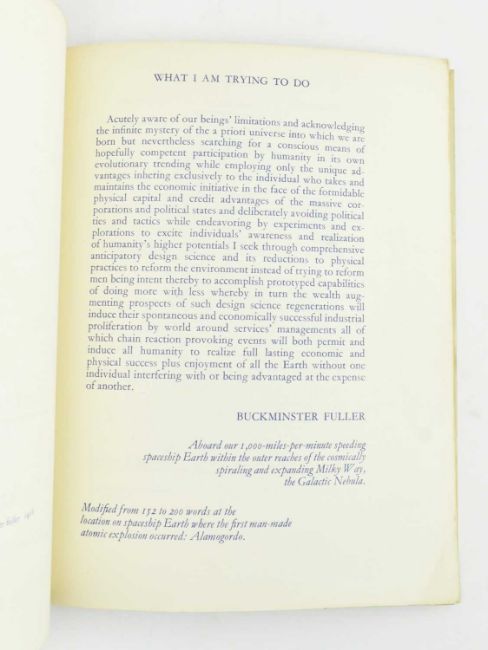 WHAT I AM TRYING TO DO
Acutely aware of our beings' limitations and acknowledging
the infinite mystery of the a priori universe into which we are
born but nevertheless searching for a conscious means of
hopefully competent participation by humanity in its own
evolutionary trending while employing only the unique ad-
vantages inhering exclusively to the individual who takes and
maintains the economic initiative in the face of the formidable
physical capital and credit advantages of the massive cor-
porations and political states and deliberately avoiding political
ties and tactics while endeavoring by experiments and ex-
plorations to excite individuals' awareness and realization
of humanity's higher potentials I seek through comprehensive
anticipatory design science and its reductions to physical
practices to reform the environment instead of trying to reform
men being intent thereby to accomplish prototyped capabilities
of doing more with less whereby in turn the wealth aug-
menting prospects of such design science regenerations will
induce their spontaneous and economically successful industrial
proliferation by world around services' managements all of
which chain reaction provoking events will both permit and
induce all humanity to realize full lasting economic and
physical success plus enjoyment of all the Earth without one
individual interfering with or being advantaged at the expense
of another.
BUCKMINSTER FULLER
Aboard our 1,000-miles-per-minute speeding
spaceship Earth within the outer reaches of the cosmically
spiraling and expanding Milky Way,
the Galactic Nebula.
Modified from 152 to 200 words at the
location on spaceship Earth where the first man-made
atomic explosion occurred: Alamogordo.
Fuller